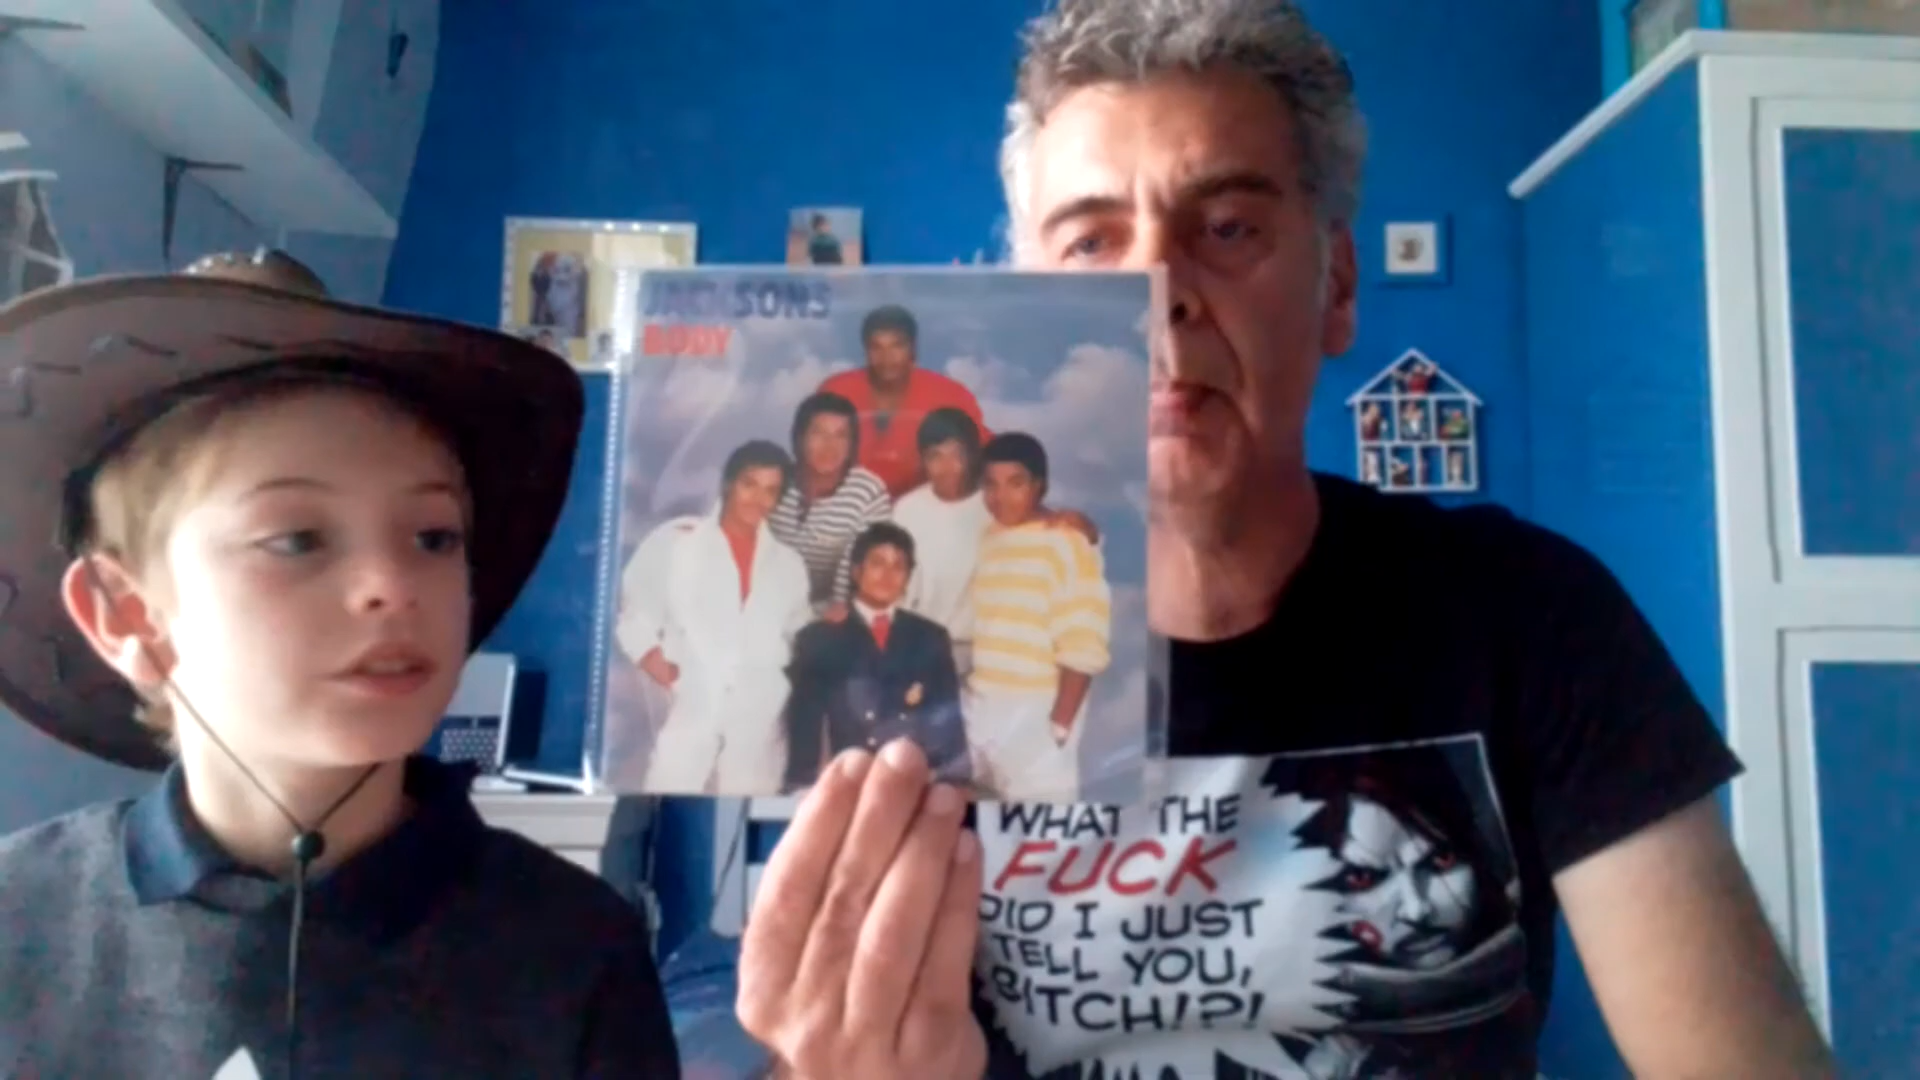 JACKSONS
BODY
WHAT THE
FUCK
DID I JUST
TELL YOU,
BITCH!?!